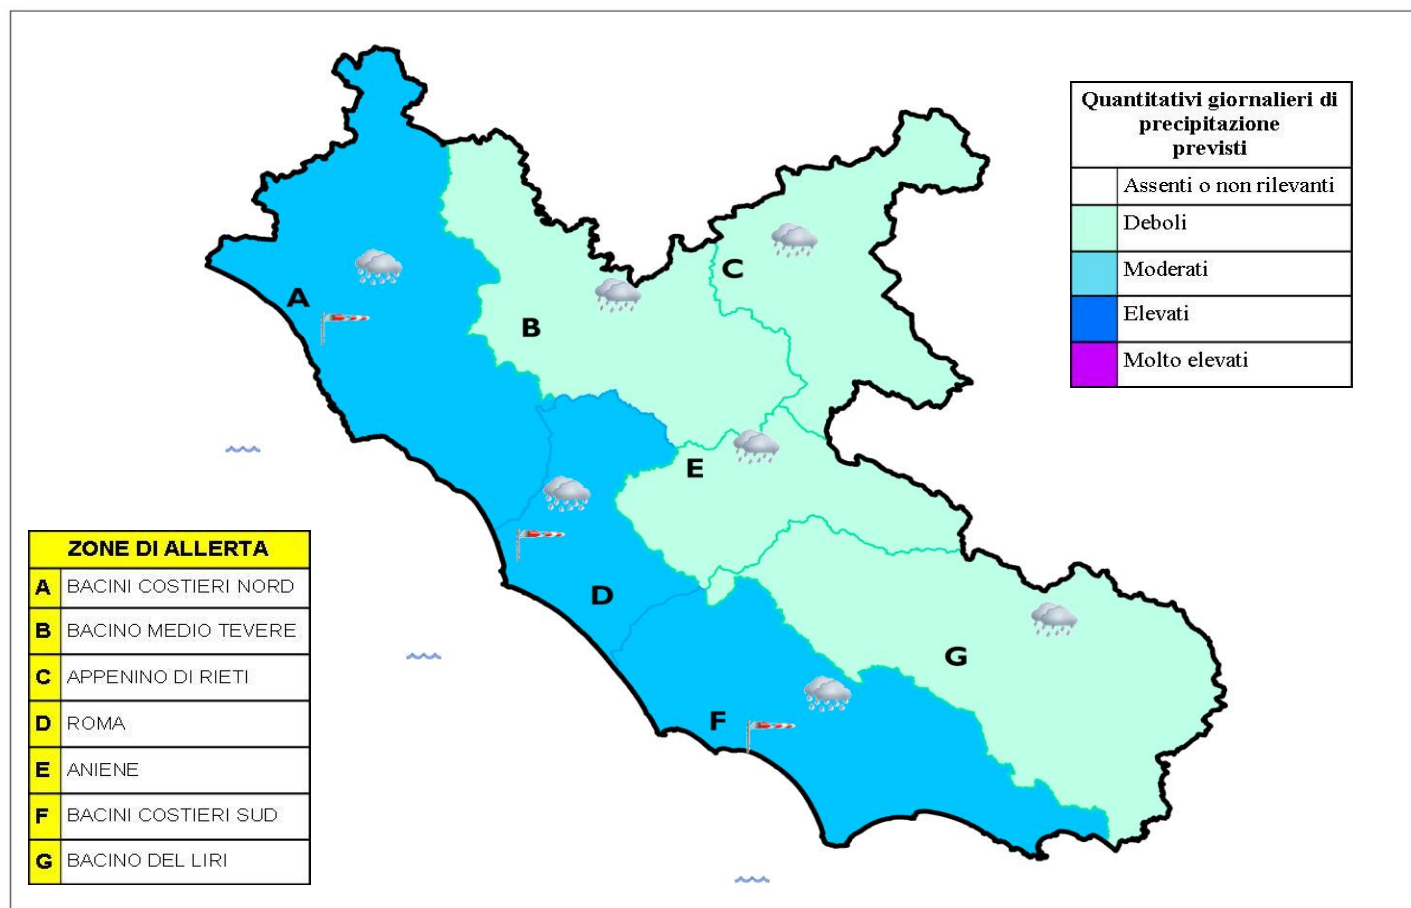 Quantitativi giornalieri di
precipitazione
previsti
Assenti o non rilevanti
Deboli
Moderati
Elevati
Molto elevati
C
A
B
E
D
G
F
ZONE DI ALLERTA
A BACINI COSTIERI NORD
B BACINO MEDIO TEVERE
C APPENINO DI RIETI
D ROMA
E ANIENE
F BACINI COSTIERI SUD
G BACINO DEL LIRI